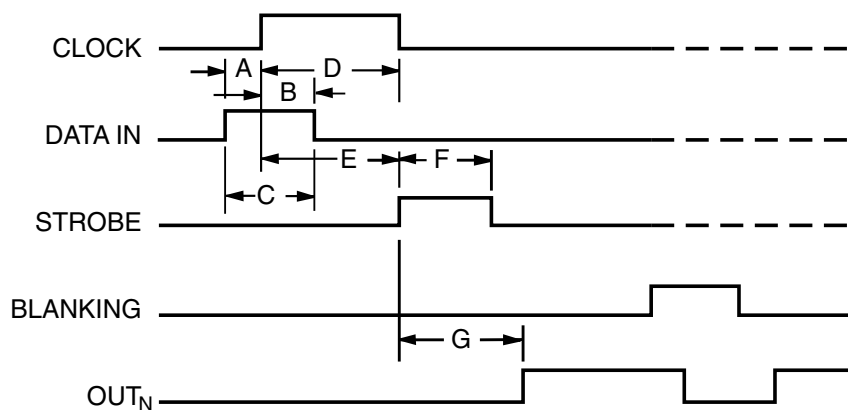 CLOCK
A D
B
DATA IN
E F
C
STROBE
BLANKING
G
OUTN